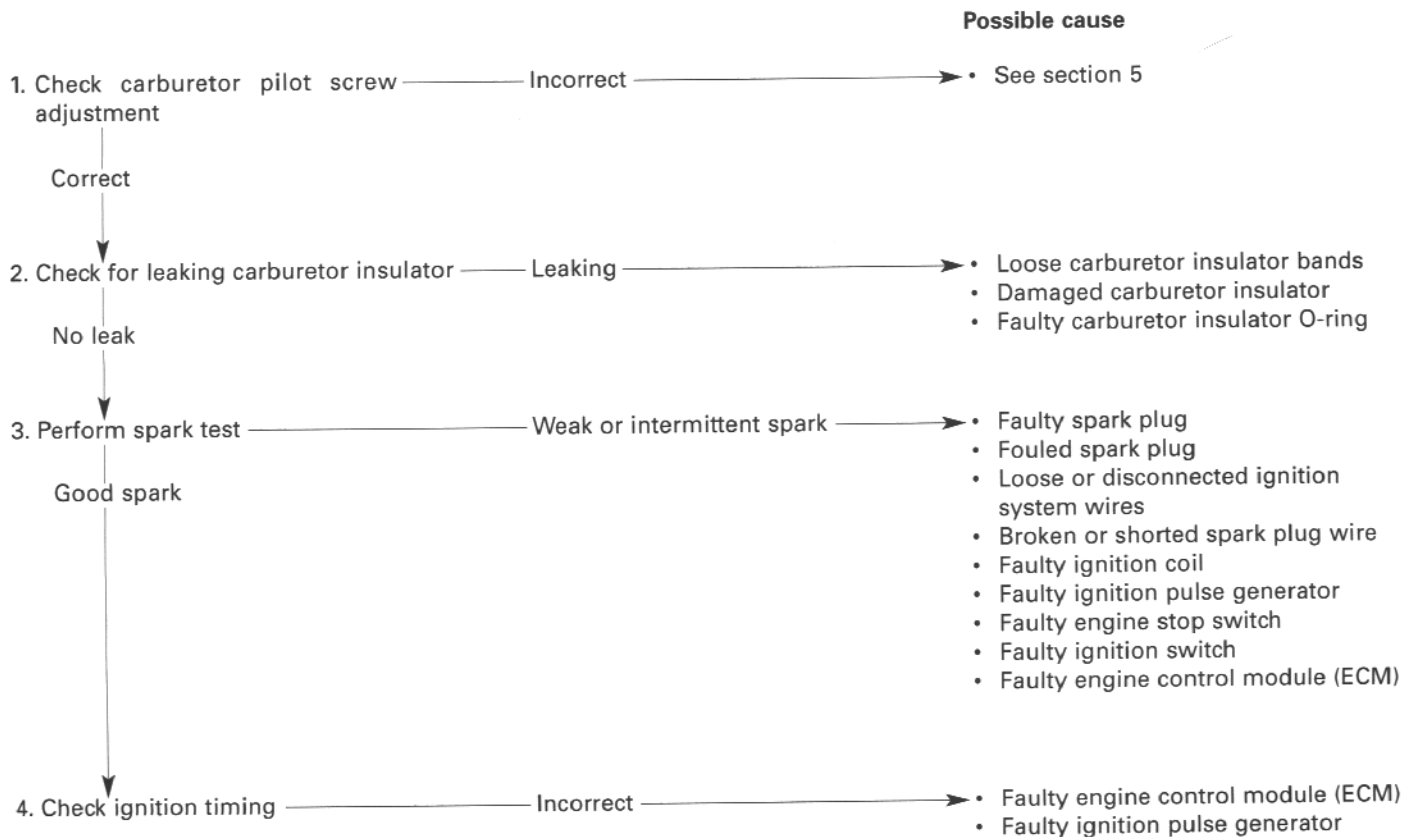 Possible cause
1. Check carburetor pilot screw adjustment
Incorrect
• See section 5
Correct
2. Check for leaking carburetor insulator
Leaking
• Loose carburetor insulator bands
• Damaged carburetor insulator
• Faulty carburetor insulator O-ring
No leak
3. Perform spark test
Weak or intermittent spark
• Faulty spark plug
• Fouled spark plug
• Loose or disconnected ignition
system wires
• Broken or shorted spark plug wire
• Faulty ignition coil
• Faulty ignition pulse generator
• Faulty engine stop switch
• Faulty ignition switch
• Faulty engine control module (ECM)
Good spark
4. Check ignition timing
Incorrect
• Faulty engine control module (ECM)
• Faulty ignition pulse generator